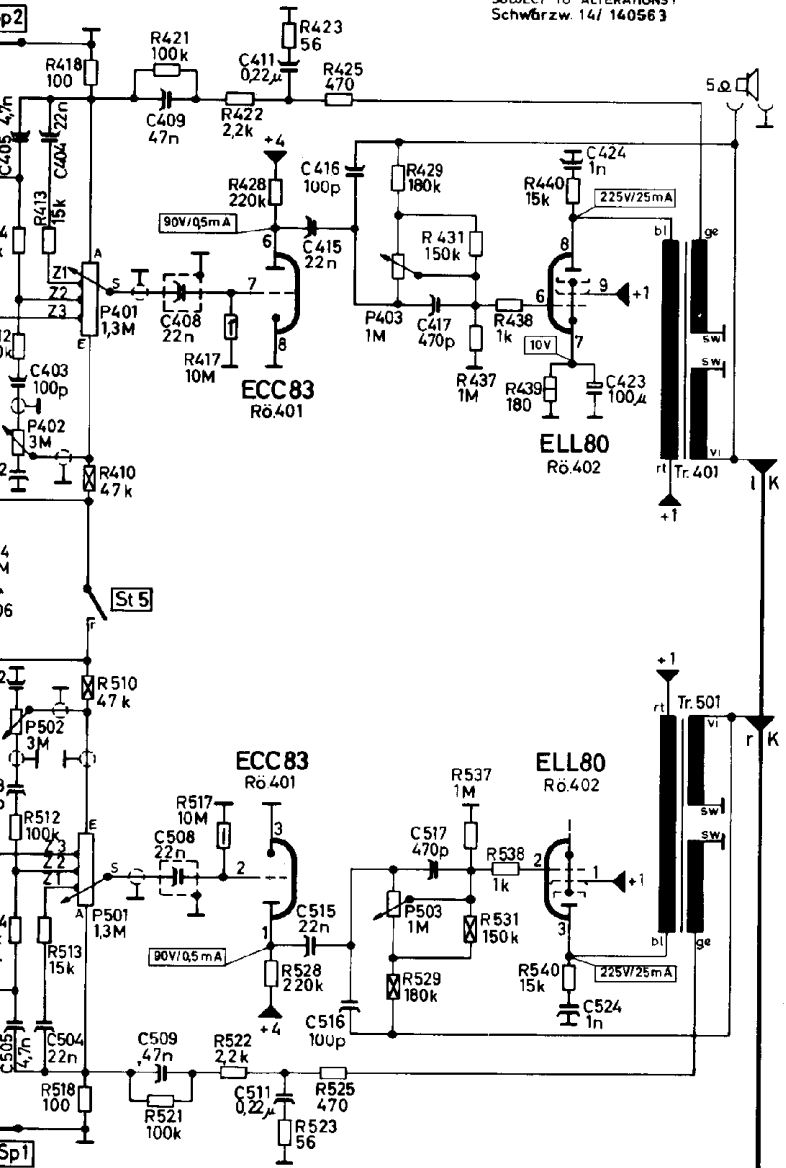 SUBJECT TO ALTERATIONS!
Schwarzw. 14/ 140563
p2
R423
56
R421
100k
R418
100
C411
0,22µ
R425
470
5Ω
4,7n
C405
22n
C404
C409
47n
R422
2,2k
+4
C416
100p
R429
180k
C424
1n
R428
220k
R440
15k
225V/25mA
R413
15k
90V/0,5mA
6
C415
22n
R431
150k
bl
ge
8
A
Z1
Z2
Z3
S
P401
1,3M
E
7
C408
22n
8
P403
1M
C417
470p
R438
1k
6
9
+1
7
10V
sw
sw
R417
10M
R437
1M
R439
180
C423
100µ
C403
100p
ECC83
Rö.401
P402
3M
ELL80
Rö.402
R410
47k
rt
Tr.401
vi
l K
+1
St 5
F
R510
47k
P502
3M
+1
rt
Tr.501
vi
r K
ECC83
Rö.401
ELL80
Rö.402
R537
1M
R517
10M
R512
100k
E
Z3
Z2
Z1
S
A
P501
1,3M
C508
22n
2
3
1
C517
470p
R538
1k
2
1
+1
3
sw
sw
P503
1M
R531
150k
C515
22n
R513
15k
90V/0,5mA
R528
220k
+4
R529
180k
R540
15k
225V/25mA
bl
ge
C516
100p
C524
1n
C505
4,7n
C504
22n
C509
47n
R522
2,2k
R518
100
R521
100k
C511
0,22µ
R525
470
R523
56
Sp1